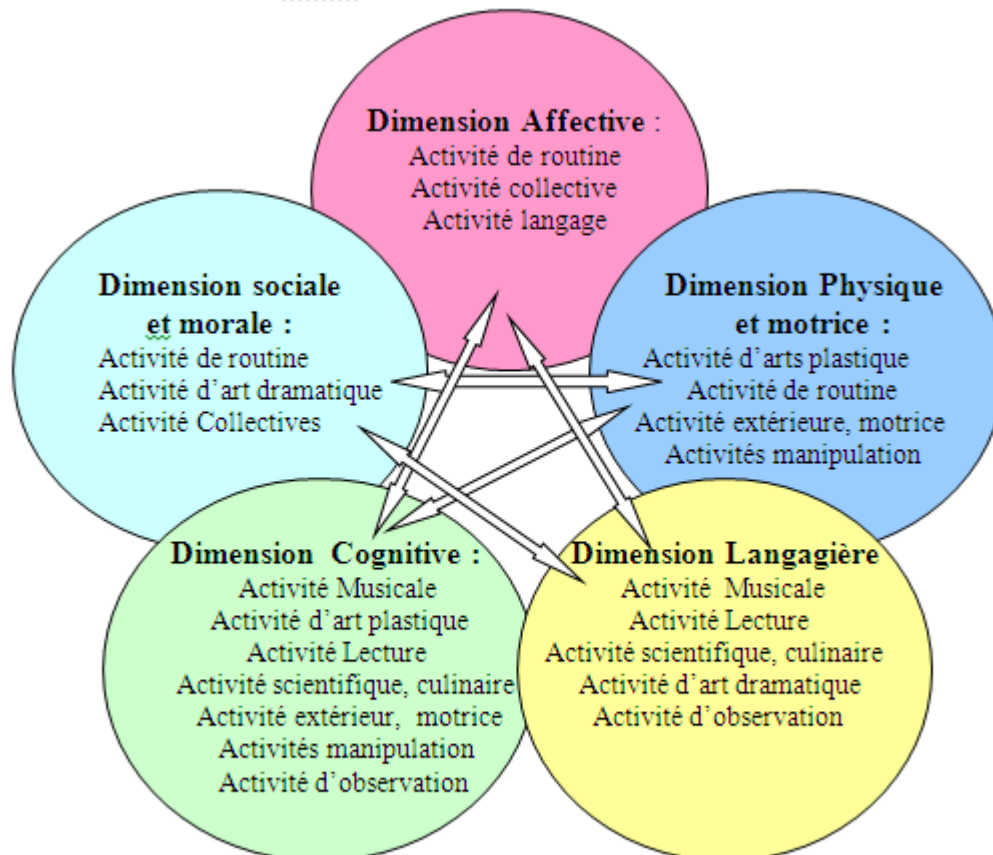 Dimension Affective :
Activité de routine
Activité collective
Activité langage
Dimension sociale
et morale :
Activité de routine
Activité d'art dramatique
Activité Collectives
Dimension Physique
et motrice :
Activité d'arts plastique
Activité de routine
Activité extérieure, motrice
Activités manipulation
Dimension Cognitive :
Activité Musicale
Activité d'art plastique
Activité Lecture
Activité scientifique, culinaire
Activité extérieur, motrice
Activités manipulation
Activité d'observation
Dimension Langagière
Activité Musicale
Activité Lecture
Activité scientifique, culinaire
Activité d'art dramatique
Activité d'observation